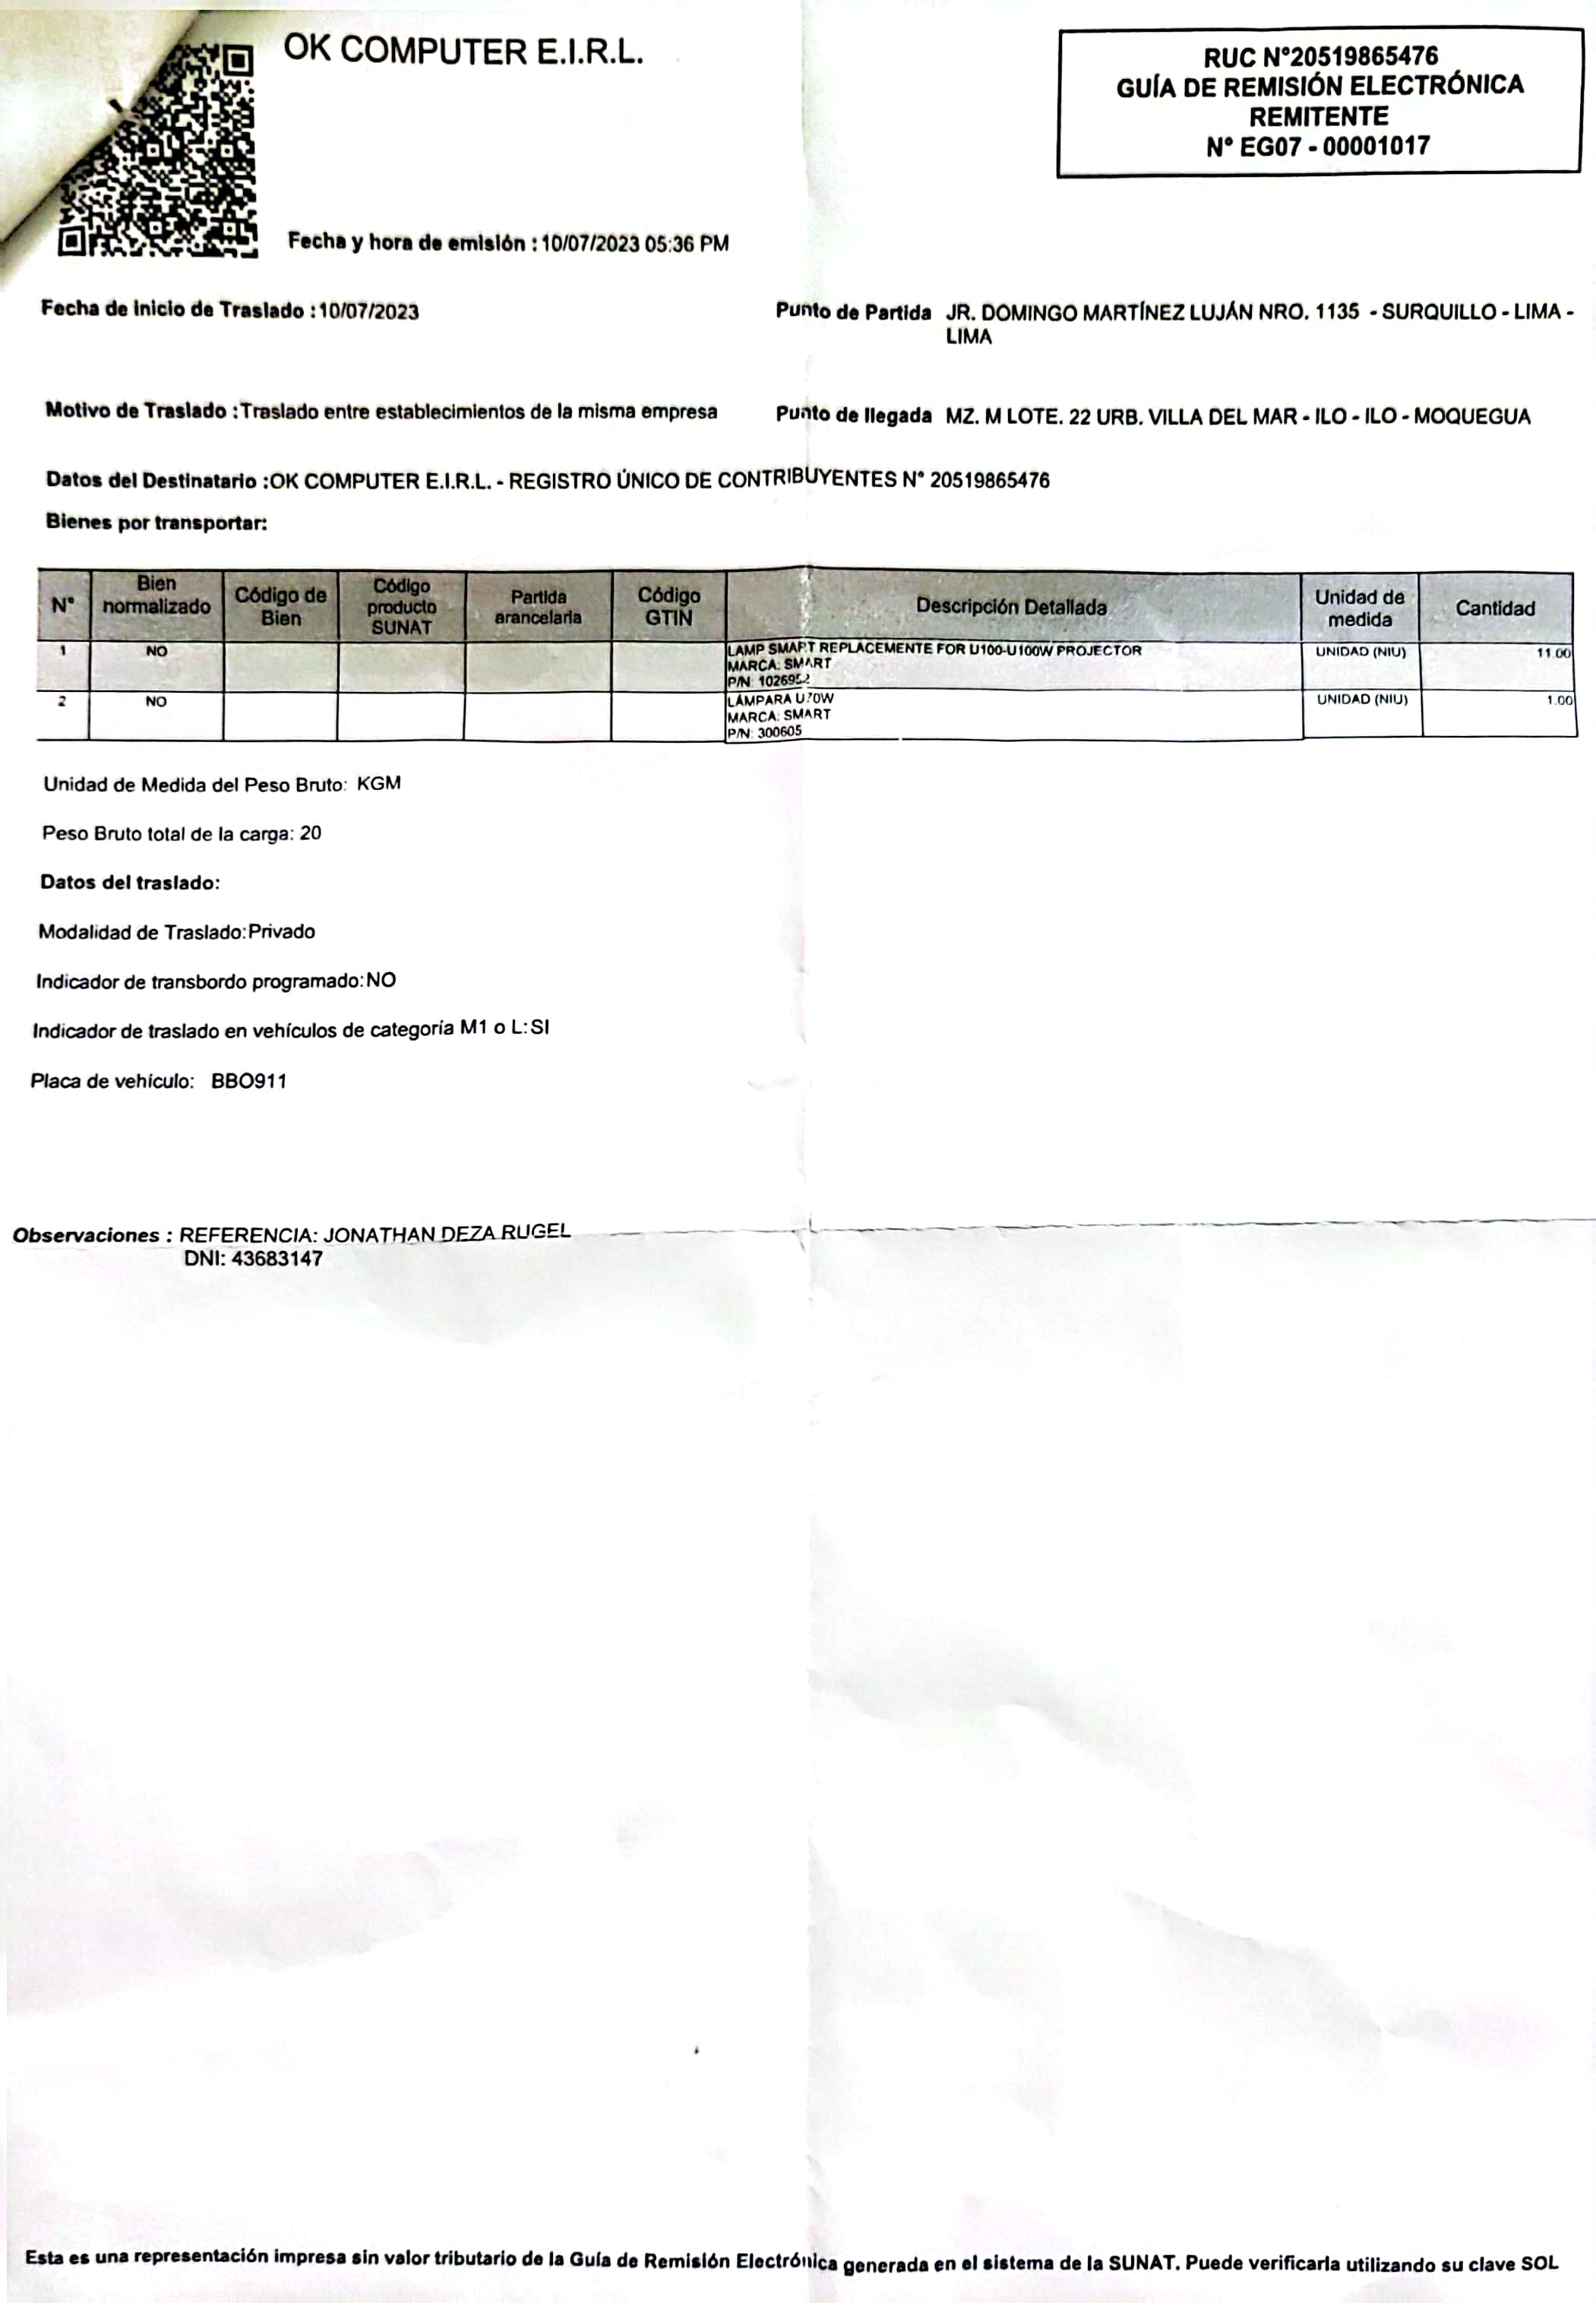 OK COMPUTER E.I.R.L.
RUC N°20519865476
GUÍA DE REMISIÓN ELECTRÓNICA
REMITENTE
N° EG07 - 00001017
Fecha y hora de emisión : 10/07/2023 05:36 PM
Fecha de inicio de Traslado : 10/07/2023
Punto de Partida JR. DOMINGO MARTÍNEZ LUJÁN NRO. 1135 - SURQUILLO - LIMA -
LIMA
Motivo de Traslado : Traslado entre establecimientos de la misma empresa
Punto de llegada MZ. M LOTE. 22 URB. VILLA DEL MAR - ILO - ILO - MOQUEGUA
Datos del Destinatario :OK COMPUTER E.I.R.L. - REGISTRO ÚNICO DE CONTRIBUYENTES N° 20519865476
Bienes por transportar:
N° Bien normalizado Código de Bien Código producto SUNAT Partida arancelaria Código GTIN Descripción Detallada Unidad de medida Cantidad
1 NO LAMP SMART REPLACEMENTE FOR U100-U100W PROJECTOR UNIDAD (NIU) 11.00
MARCA: SMART
P/N: 1026952
2 NO LÁMPARA U70W UNIDAD (NIU) 1.00
MARCA: SMART
P/N: 300605
Unidad de Medida del Peso Bruto: KGM
Peso Bruto total de la carga: 20
Datos del traslado:
Modalidad de Traslado:Privado
Indicador de transbordo programado:NO
Indicador de traslado en vehículos de categoría M1 o L:SI
Placa de vehículo: BBO911
Observaciones : REFERENCIA: JONATHAN DEZA RUGEL
DNI: 43683147
Esta es una representación impresa sin valor tributario de la Guía de Remisión Electrónica generada en el sistema de la SUNAT. Puede verificarla utilizando su clave SOL